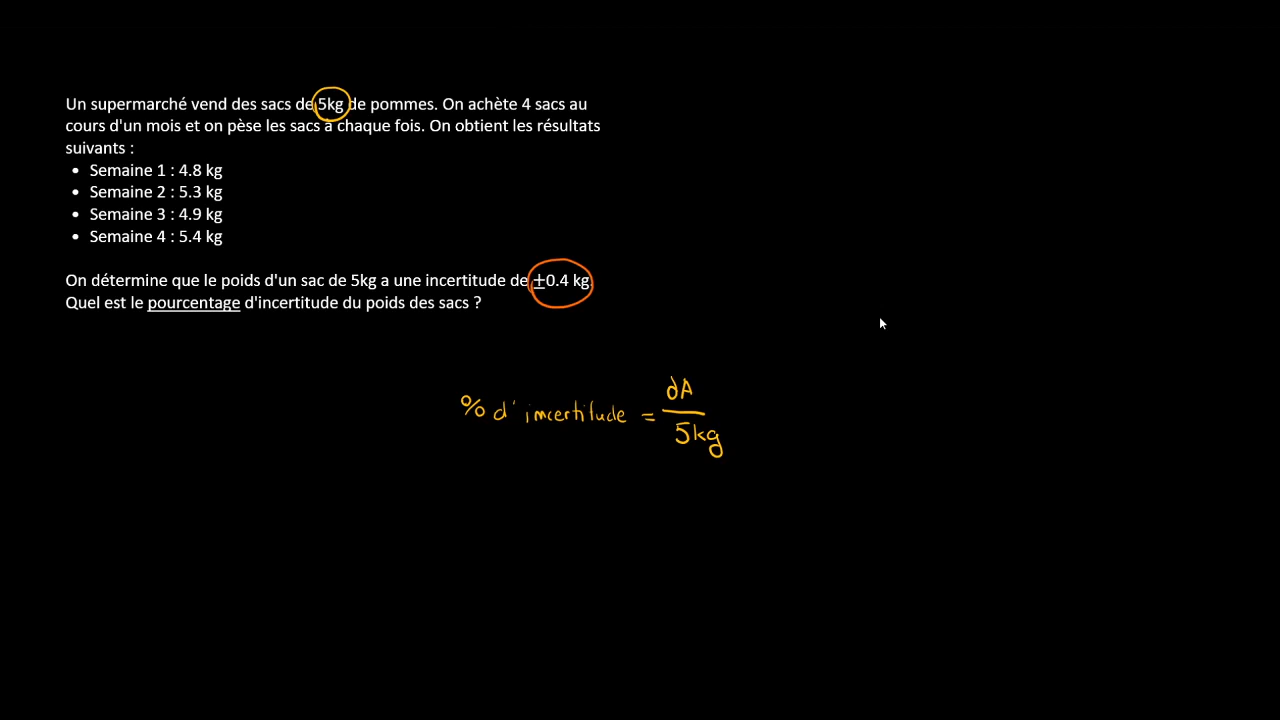 Un supermarché vend des sacs de 5kg de pommes. On achète 4 sacs au
cours d'un mois et on pèse les sacs à chaque fois. On obtient les résultats
suivants :
• Semaine 1 : 4.8 kg
• Semaine 2 : 5.3 kg
• Semaine 3 : 4.9 kg
• Semaine 4 : 5.4 kg
On détermine que le poids d'un sac de 5kg a une incertitude de ±0.4 kg.
Quel est le pourcentage d'incertitude du poids des sacs ?
∂A
% d'incertitude =
5kg